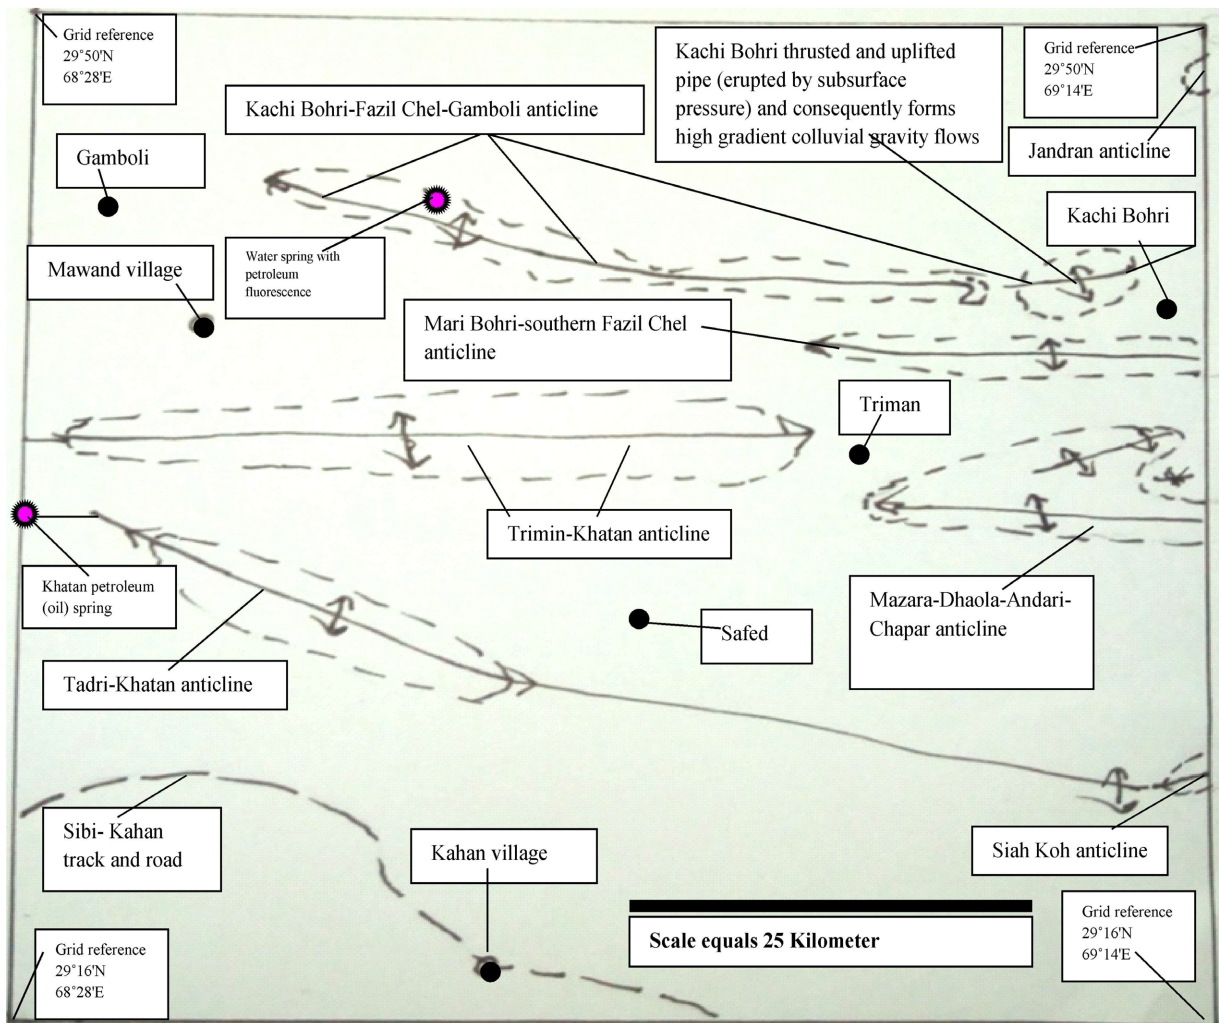 Grid reference
29˚50'N
68˚28'E
Kachi Bohri-Fazil Chel-Gamboli anticline
Kachi Bohri thrusted and uplifted
pipe (erupted by subsurface
pressure) and consequently forms
high gradient colluvial gravity flows
Grid reference
29˚50'N
69˚14'E
Jandran anticline
Gamboli
Kachi Bohri
Mawand village
Water spring with
petroleum
fluorescence
Mari Bohri-southern Fazil Chel
anticline
Triman
Trimin-Khatan anticline
Khatan petroleum
(oil) spring
Mazara-Dhaola-Andari-
Chapar anticline
Safed
Tadri-Khatan anticline
Sibi- Kahan
track and road
Kahan village
Siah Koh anticline
Scale equals 25 Kilometer
Grid reference
29˚16'N
69˚14'E
Grid reference
29˚16'N
68˚28'E